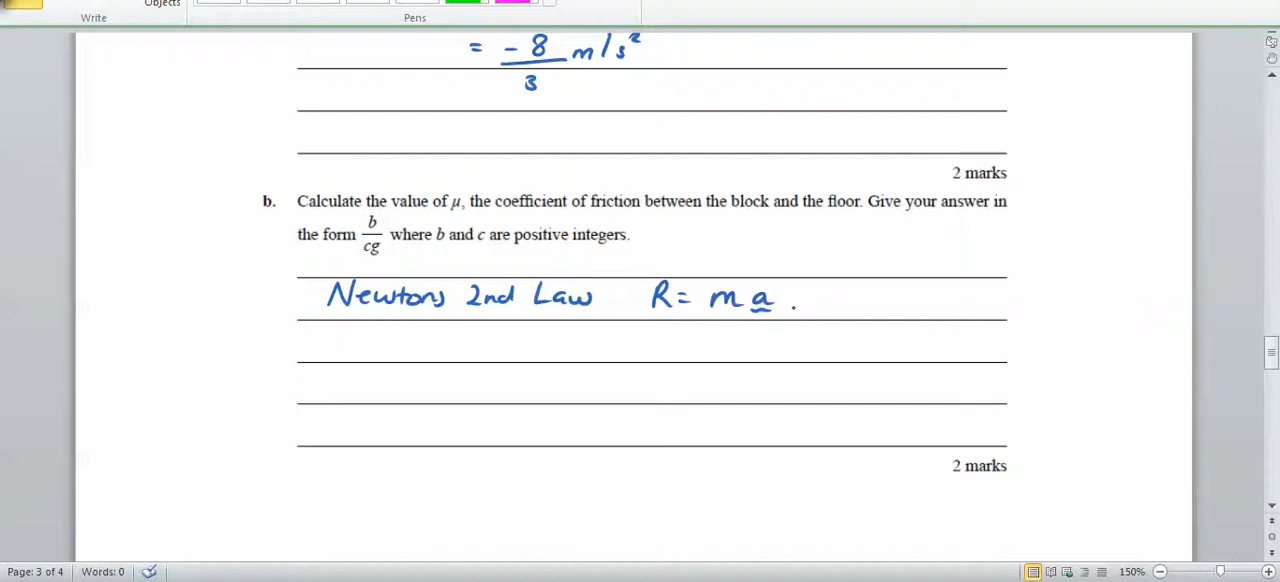 Objects
Write
Pens
= -8/3 m/s²
2 marks
b. Calculate the value of μ, the coefficient of friction between the block and the floor. Give your answer in
the form b/cg where b and c are positive integers.
Newtons 2nd Law R = m a .
2 marks
Page: 3 of 4 Words: 0 150%